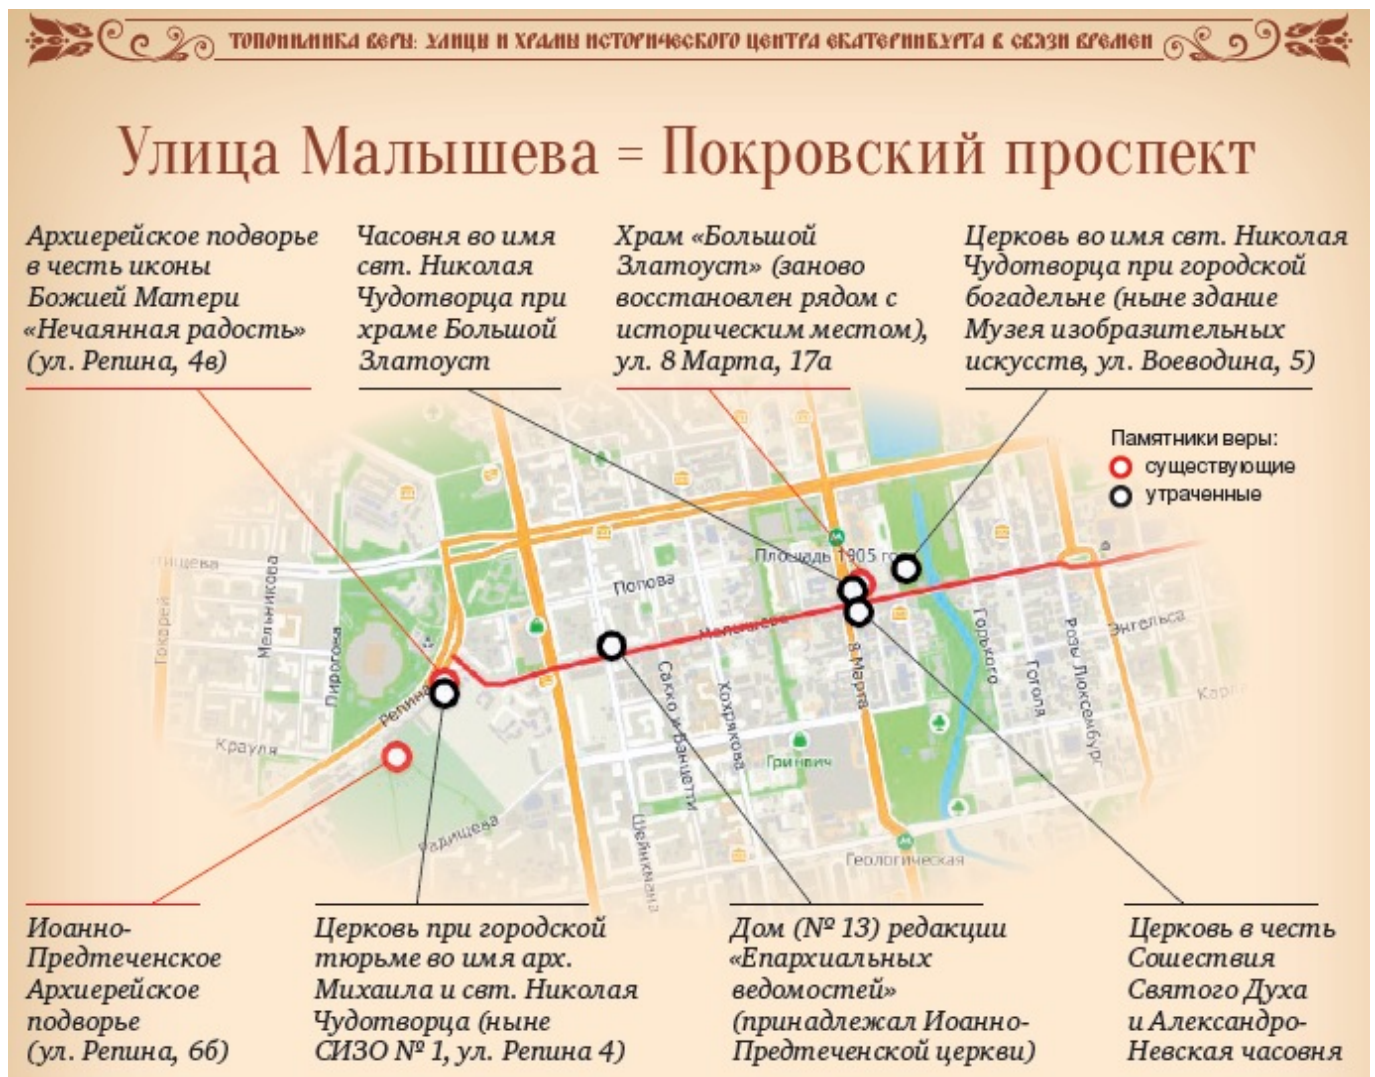 ТОПОНИМИКА ВЕРЫ: УЛИЦЫ И ХРАМЫ ИСТОРИЧЕСКОГО ЦЕНТРА ЕКАТЕРИНБУРГА В СВЯЗИ ВРЕМЕН
Улица Малышева = Покровский проспект
Архиерейское подворье
в честь иконы
Божией Матери
«Нечаянная радость»
(ул. Репина, 4в)
Часовня во имя
свт. Николая
Чудотворца при
храме Большой
Златоуст
Храм «Большой
Златоуст» (заново
восстановлен рядом с
историческим местом),
ул. 8 Марта, 17а
Церковь во имя свт. Николая
Чудотворца при городской
богадельне (ныне здание
Музея изобразительных
искусств, ул. Воеводина, 5)
Памятники веры:
существующие
утраченные
Площадь 1905 го
Попова
Малышева
Мельникова
Токарей
Пирогова
Репина
Крауля
Радищева
Сакко и Ванцетти
Хохрякова
Шейнкмана
Гринвич
8 Марта
Геологическая
Горького
Гоголя
Розы Люксембург
Энгельса
Иоанно-
Предтеченское
Архиерейское
подворье
(ул. Репина, 6б)
Церковь при городской
тюрьме во имя арх.
Михаила и свт. Николая
Чудотворца (ныне
СИЗО № 1, ул. Репина 4)
Дом (№ 13) редакции
«Епархиальных
ведомостей»
(принадлежал Иоанно-
Предтеченской церкви)
Церковь в честь
Сошествия
Святого Духа
и Александро-
Невская часовня